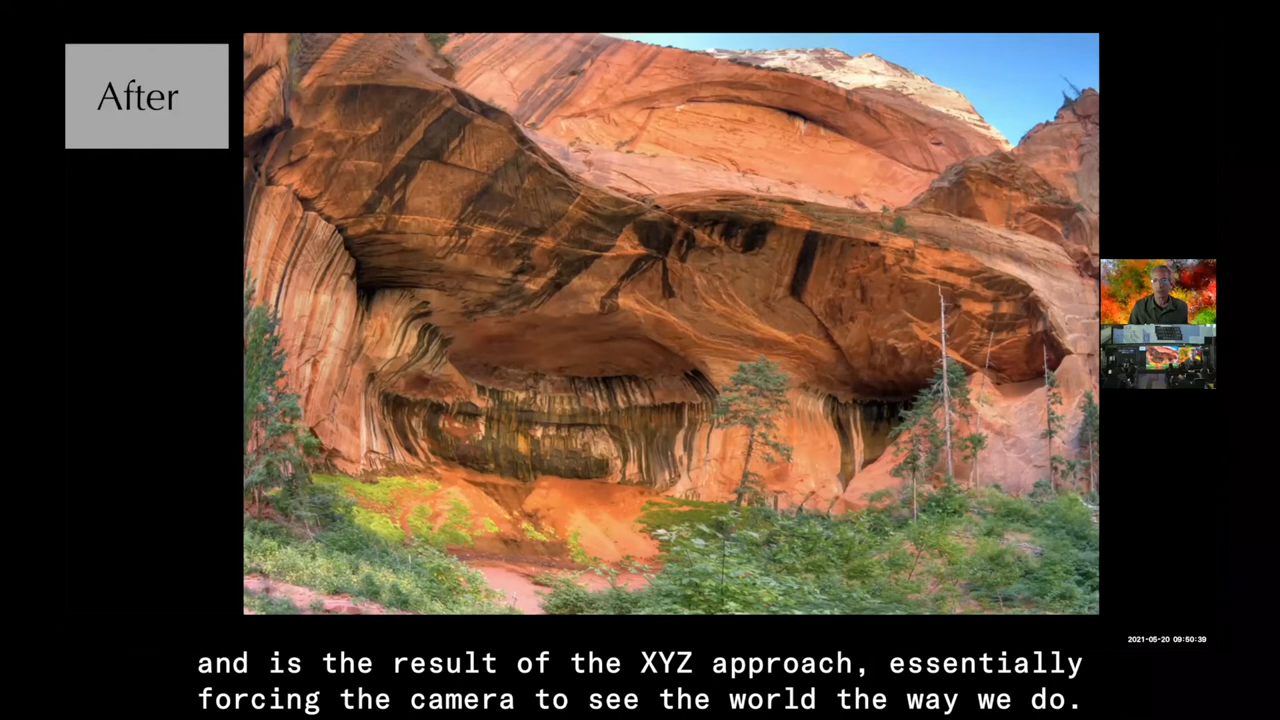 After
2021-05-20 09:50:39
and is the result of the XYZ approach, essentially
forcing the camera to see the world the way we do.